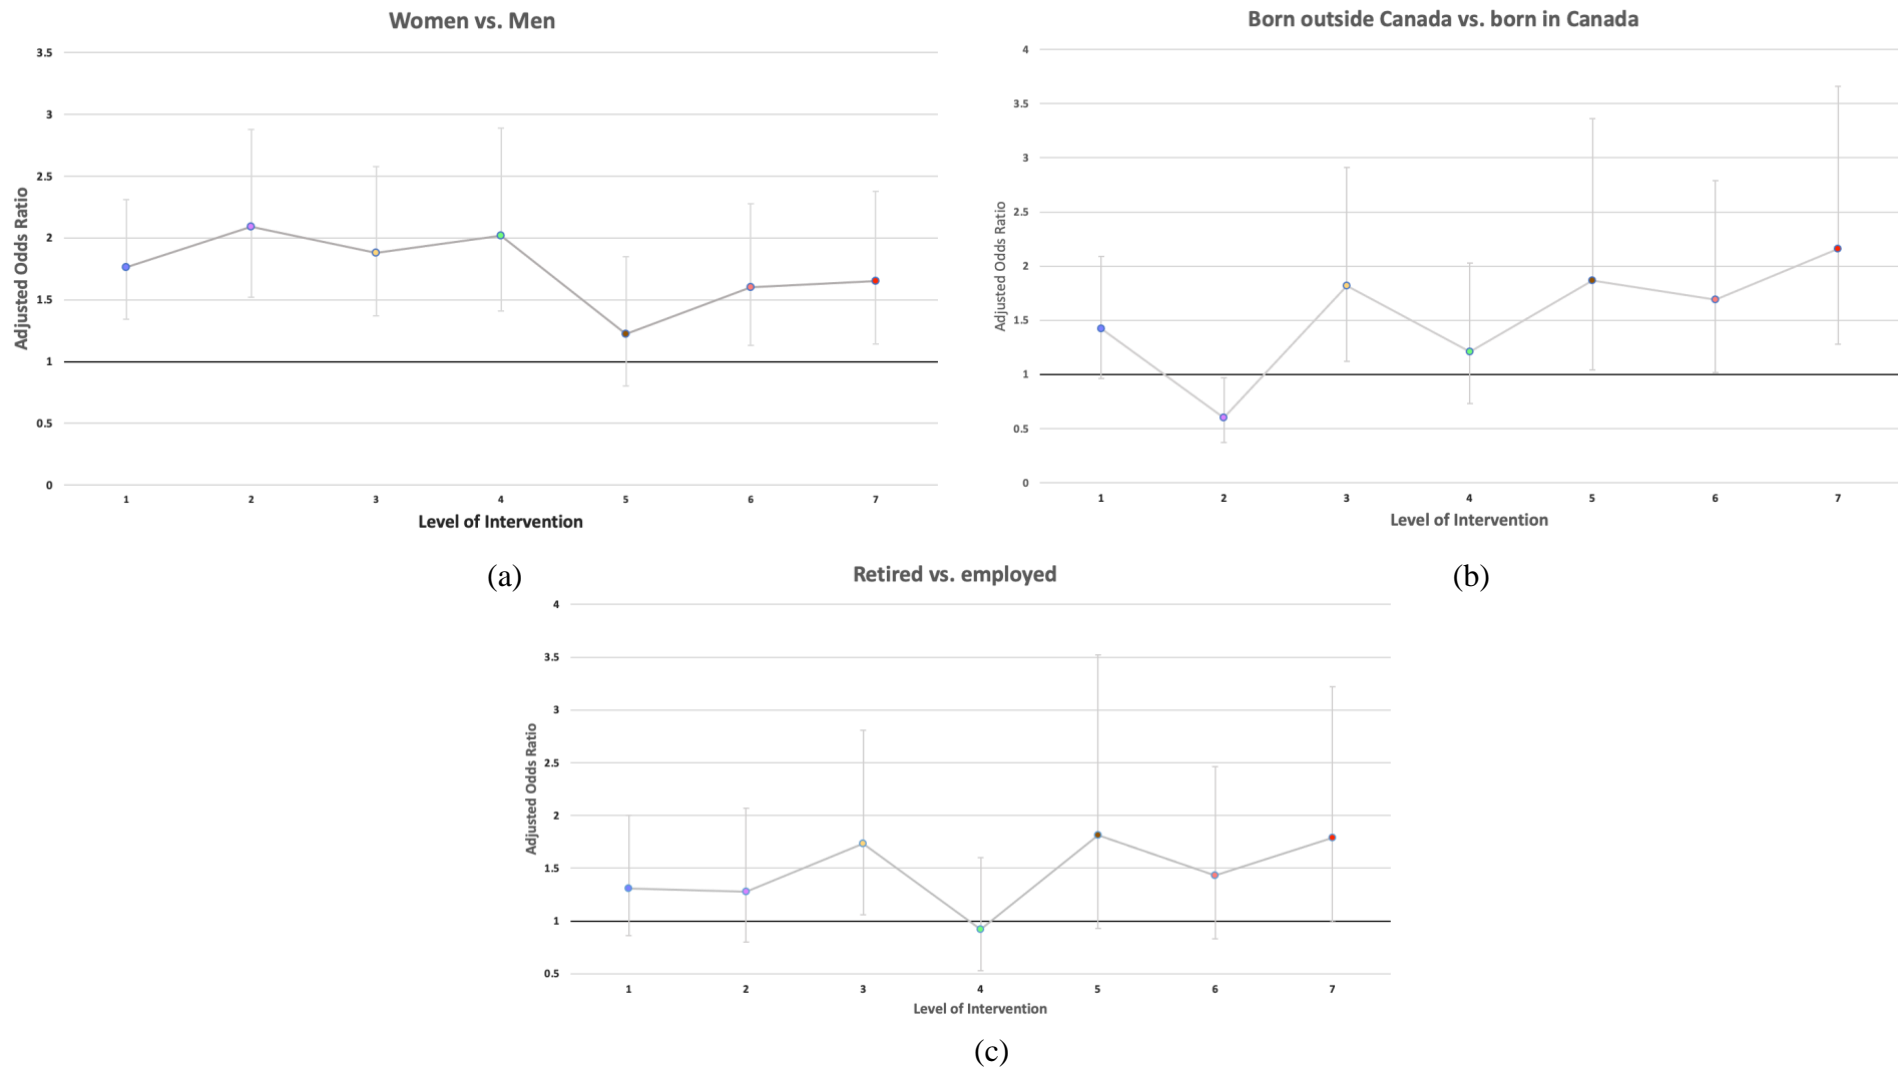 Women vs. Men
3.5
3
2.5
2
1.5
1
0.5
0
Adjusted Odds Ratio
1 2 3 4 5 6 7
Level of Intervention
(a)
Born outside Canada vs. born in Canada
4
3.5
3
2.5
2
1.5
1
0.5
0
Adjusted Odds Ratio
1 2 3 4 5 6 7
Level of Intervention
(b)
Retired vs. employed
4
3.5
3
2.5
2
1.5
1
0.5
Adjusted Odds Ratio
1 2 3 4 5 6 7
Level of Intervention
(c)